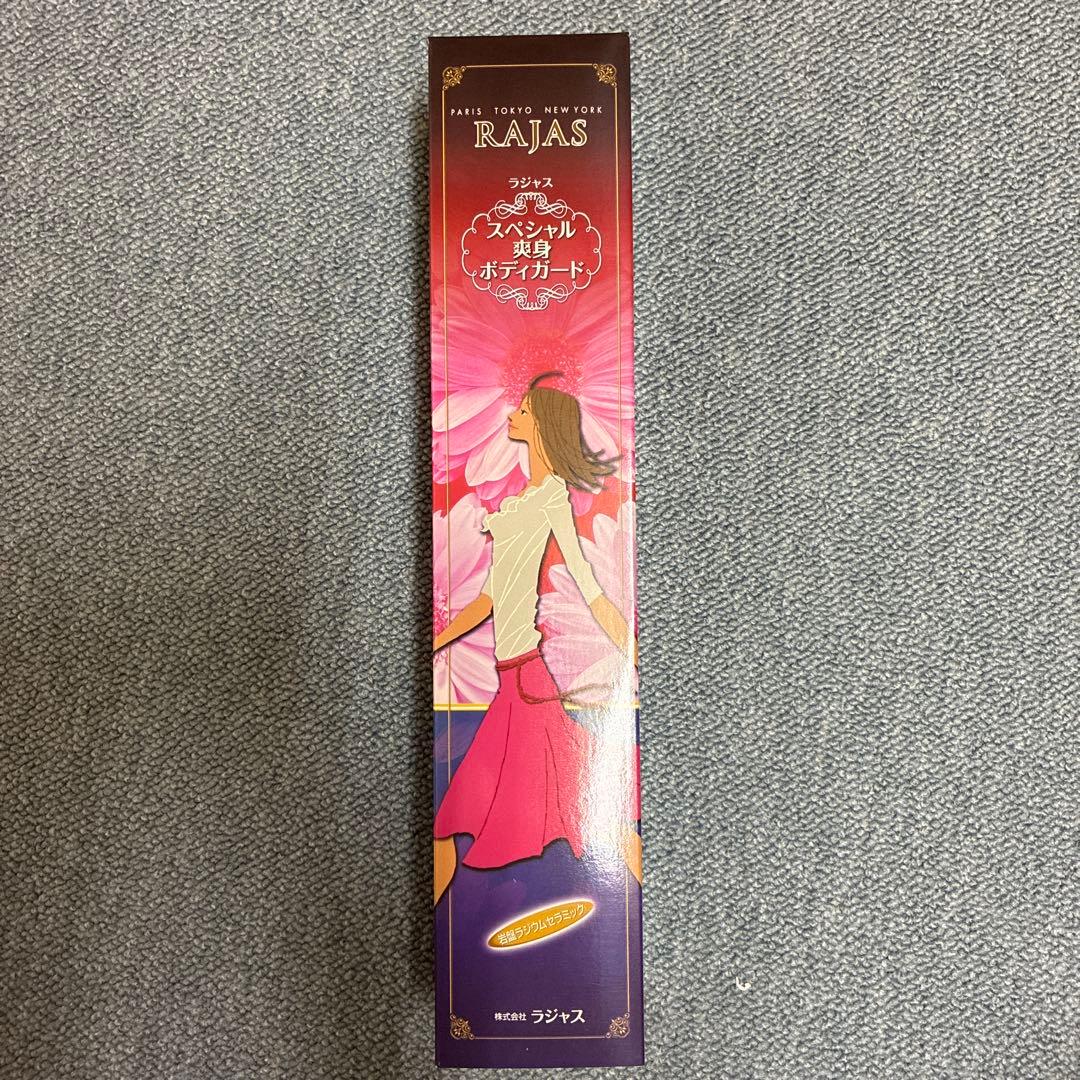 PARIS TOKYO NEW YORK
RAJAS
ラジャス
スペシャル
爽身
ボディガード
岩盤ラジウムセラミック
株式会社 ラジャス